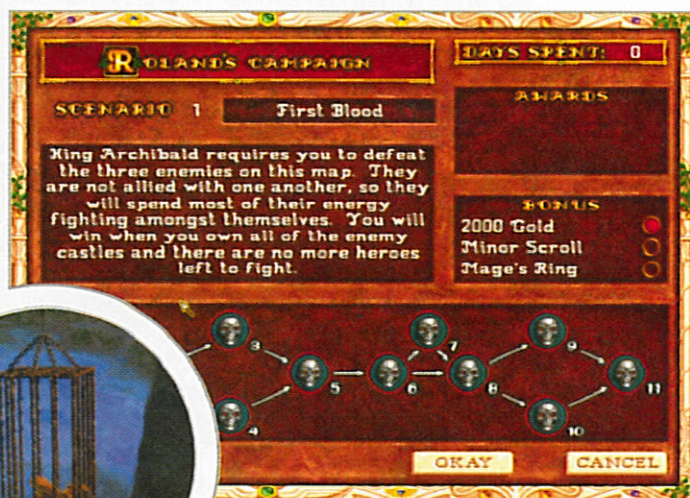 ROLAND'S CAMPAIGN
DAYS SPENT: 0
SCENARIO 1 First Blood
AWARDS
King Archibald requires you to defeat
the three enemies on this map. They
are not allied with one another, so they
will spend most of their energy
fighting amongst themselves. You will
win when you own all of the enemy
castles and there are no more heroes
left to fight.
BONUS
2000 Gold
Minor Scroll
Mage's Ring
3
7
9
5
6
8
11
4
10
OKAY
CANCEL